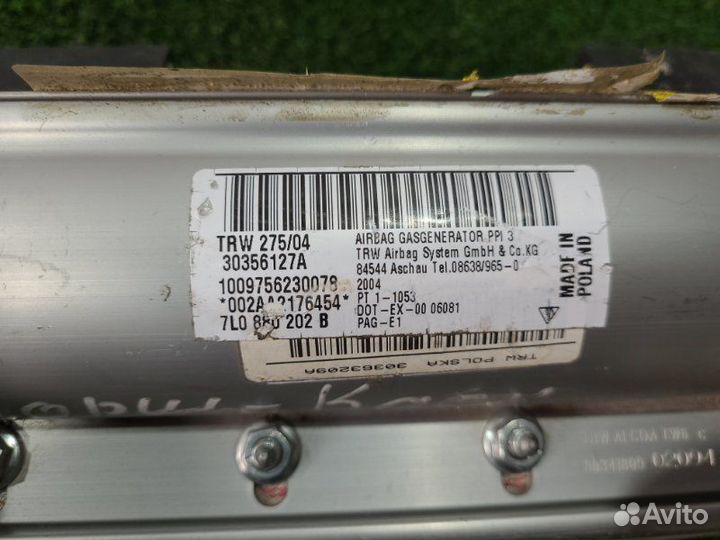 TRW 275/04
30356127A
1009756230078
*002AA2176454*
7L0 880 202 B
AIRBAG GASGENERATOR PPI 3
TRW Airbag System GmbH & Co.KG
84544 Aschau Tel.08638/965-0
2004
PT 1-1053
DOT-EX-00 06081
PAG-E1
MADE IN
POLAND
TRW POLSKA 30363209A
Avito